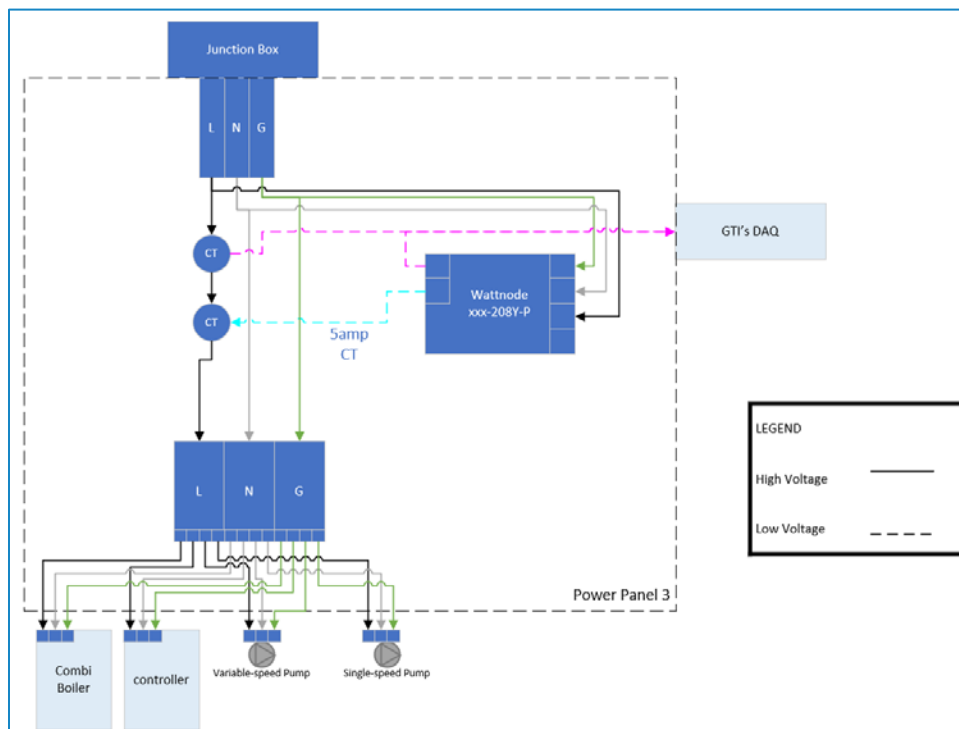 Junction Box
L N G
CT
GTI's DAQ
Wattnode
xxx-208Y-P
CT
5amp
CT
LEGEND
High Voltage
Low Voltage
L N G
Power Panel 3
Combi
Boiler
controller
Variable-speed Pump
Single-speed Pump